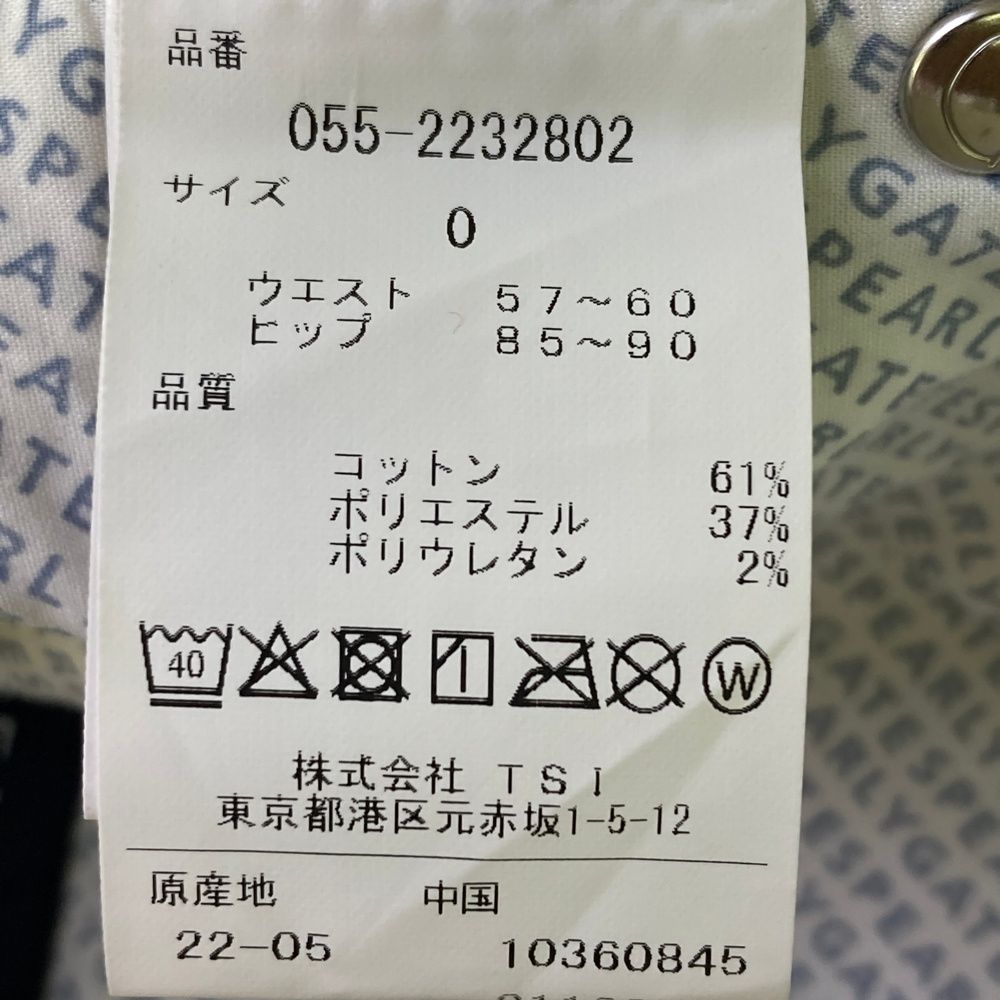 品番
055-2232802
サイズ
0
ウエスト 57~60
ヒップ 85~90
品質
コットン 61%
ポリエステル 37%
ポリウレタン 2%
40
W
株式会社 TSI
東京都港区元赤坂1-5-12
原産地 中国
22-05 10360845